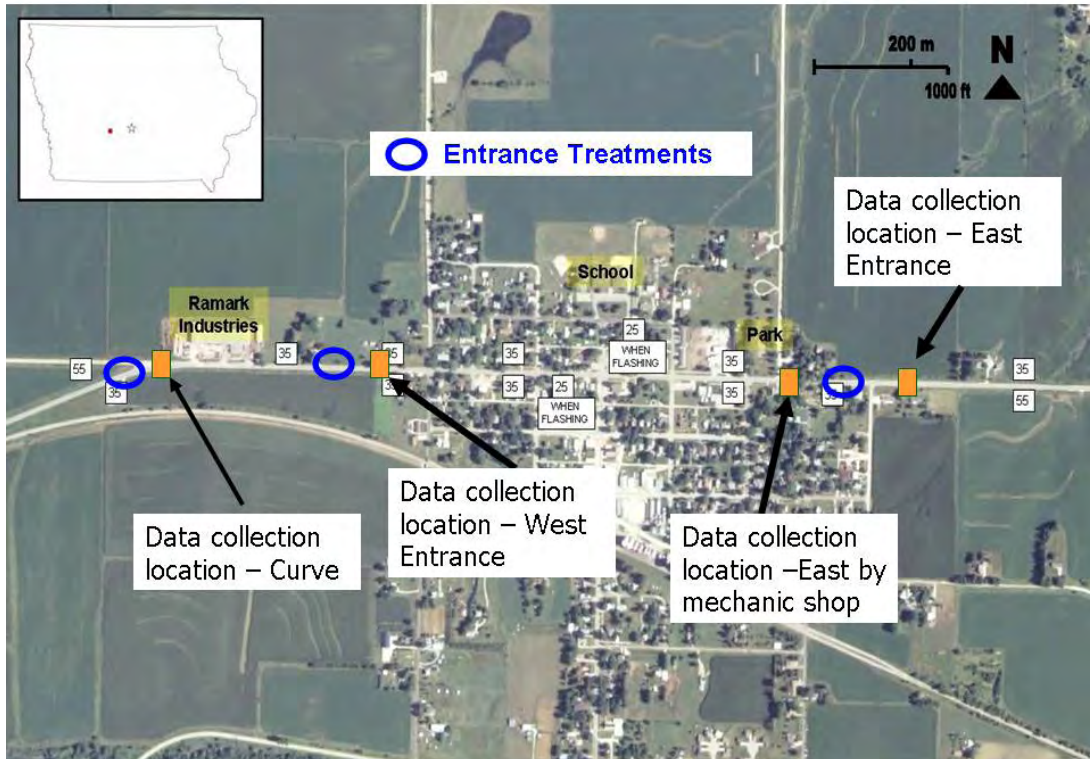 200 m
N
1000 ft
Entrance Treatments
Data collection
location – East
Entrance
School
Ramark
Industries
Park
25
WHEN
FLASHING
35
35
35
35
35
55
35
35
35
25
35
35
55
WHEN
FLASHING
Data collection
location – Curve
Data collection
location – West
Entrance
Data collection
location –East by
mechanic shop